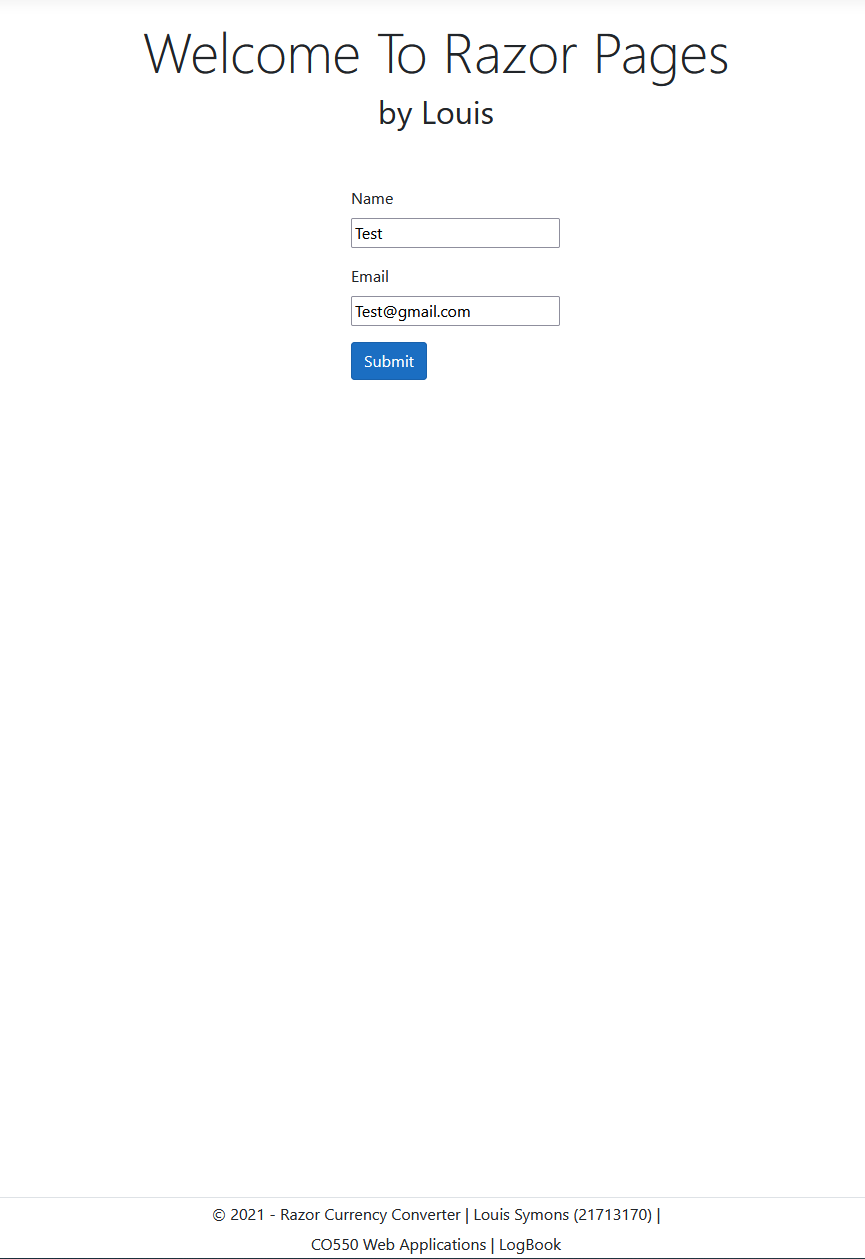 Welcome To Razor Pages
by Louis
Name
Test
Email
Test@gmail.com
Submit
© 2021 - Razor Currency Converter | Louis Symons (21713170) |
CO550 Web Applications | LogBook